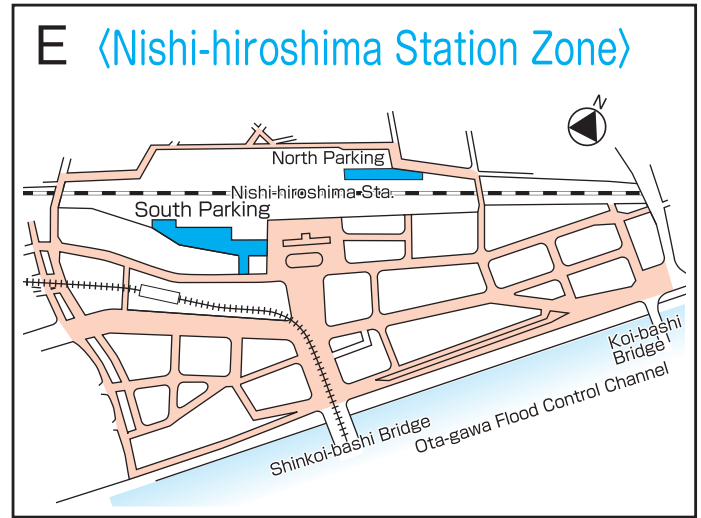 E 〈Nishi-hiroshima Station Zone〉
N
North Parking
Nishi-hiroshima Sta.
South Parking
Koi-bashi
Bridge
Ota-gawa Flood Control Channel
Shinkoi-bashi Bridge